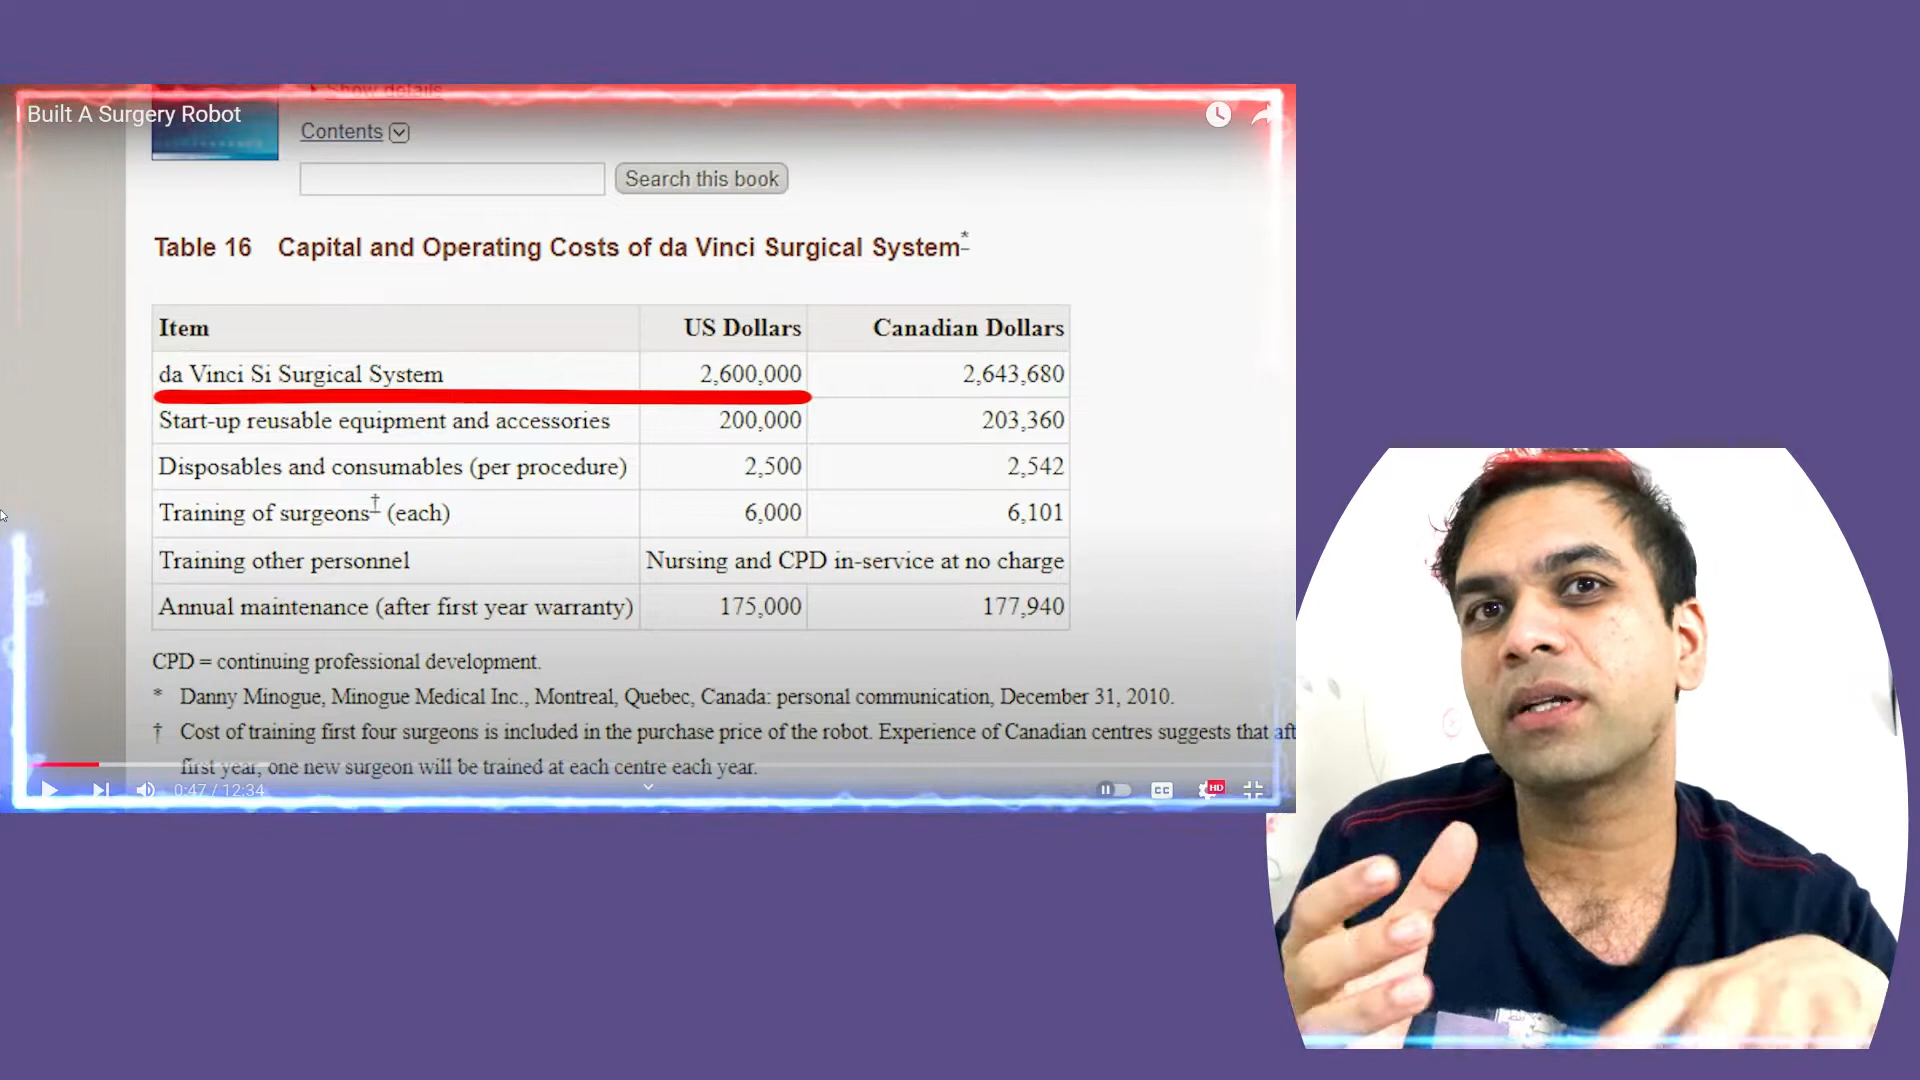 Show details
I Built A Surgery Robot
Contents
Search this book
Table 16 Capital and Operating Costs of da Vinci Surgical System*
Item US Dollars Canadian Dollars
da Vinci Si Surgical System 2,600,000 2,643,680
Start-up reusable equipment and accessories 200,000 203,360
Disposables and consumables (per procedure) 2,500 2,542
Training of surgeons† (each) 6,000 6,101
Training other personnel Nursing and CPD in-service at no charge
Annual maintenance (after first year warranty) 175,000 177,940
CPD = continuing professional development.
* Danny Minogue, Minogue Medical Inc., Montreal, Quebec, Canada: personal communication, December 31, 2010.
† Cost of training first four surgeons is included in the purchase price of the robot. Experience of Canadian centres suggests that aft
first year, one new surgeon will be trained at each centre each year.
0:47 / 12:34 CC HD